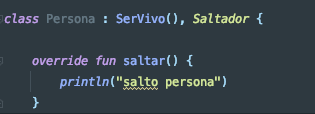 class Persona : SerVivo(), Saltador {
override fun saltar() {
println("salto persona")
}